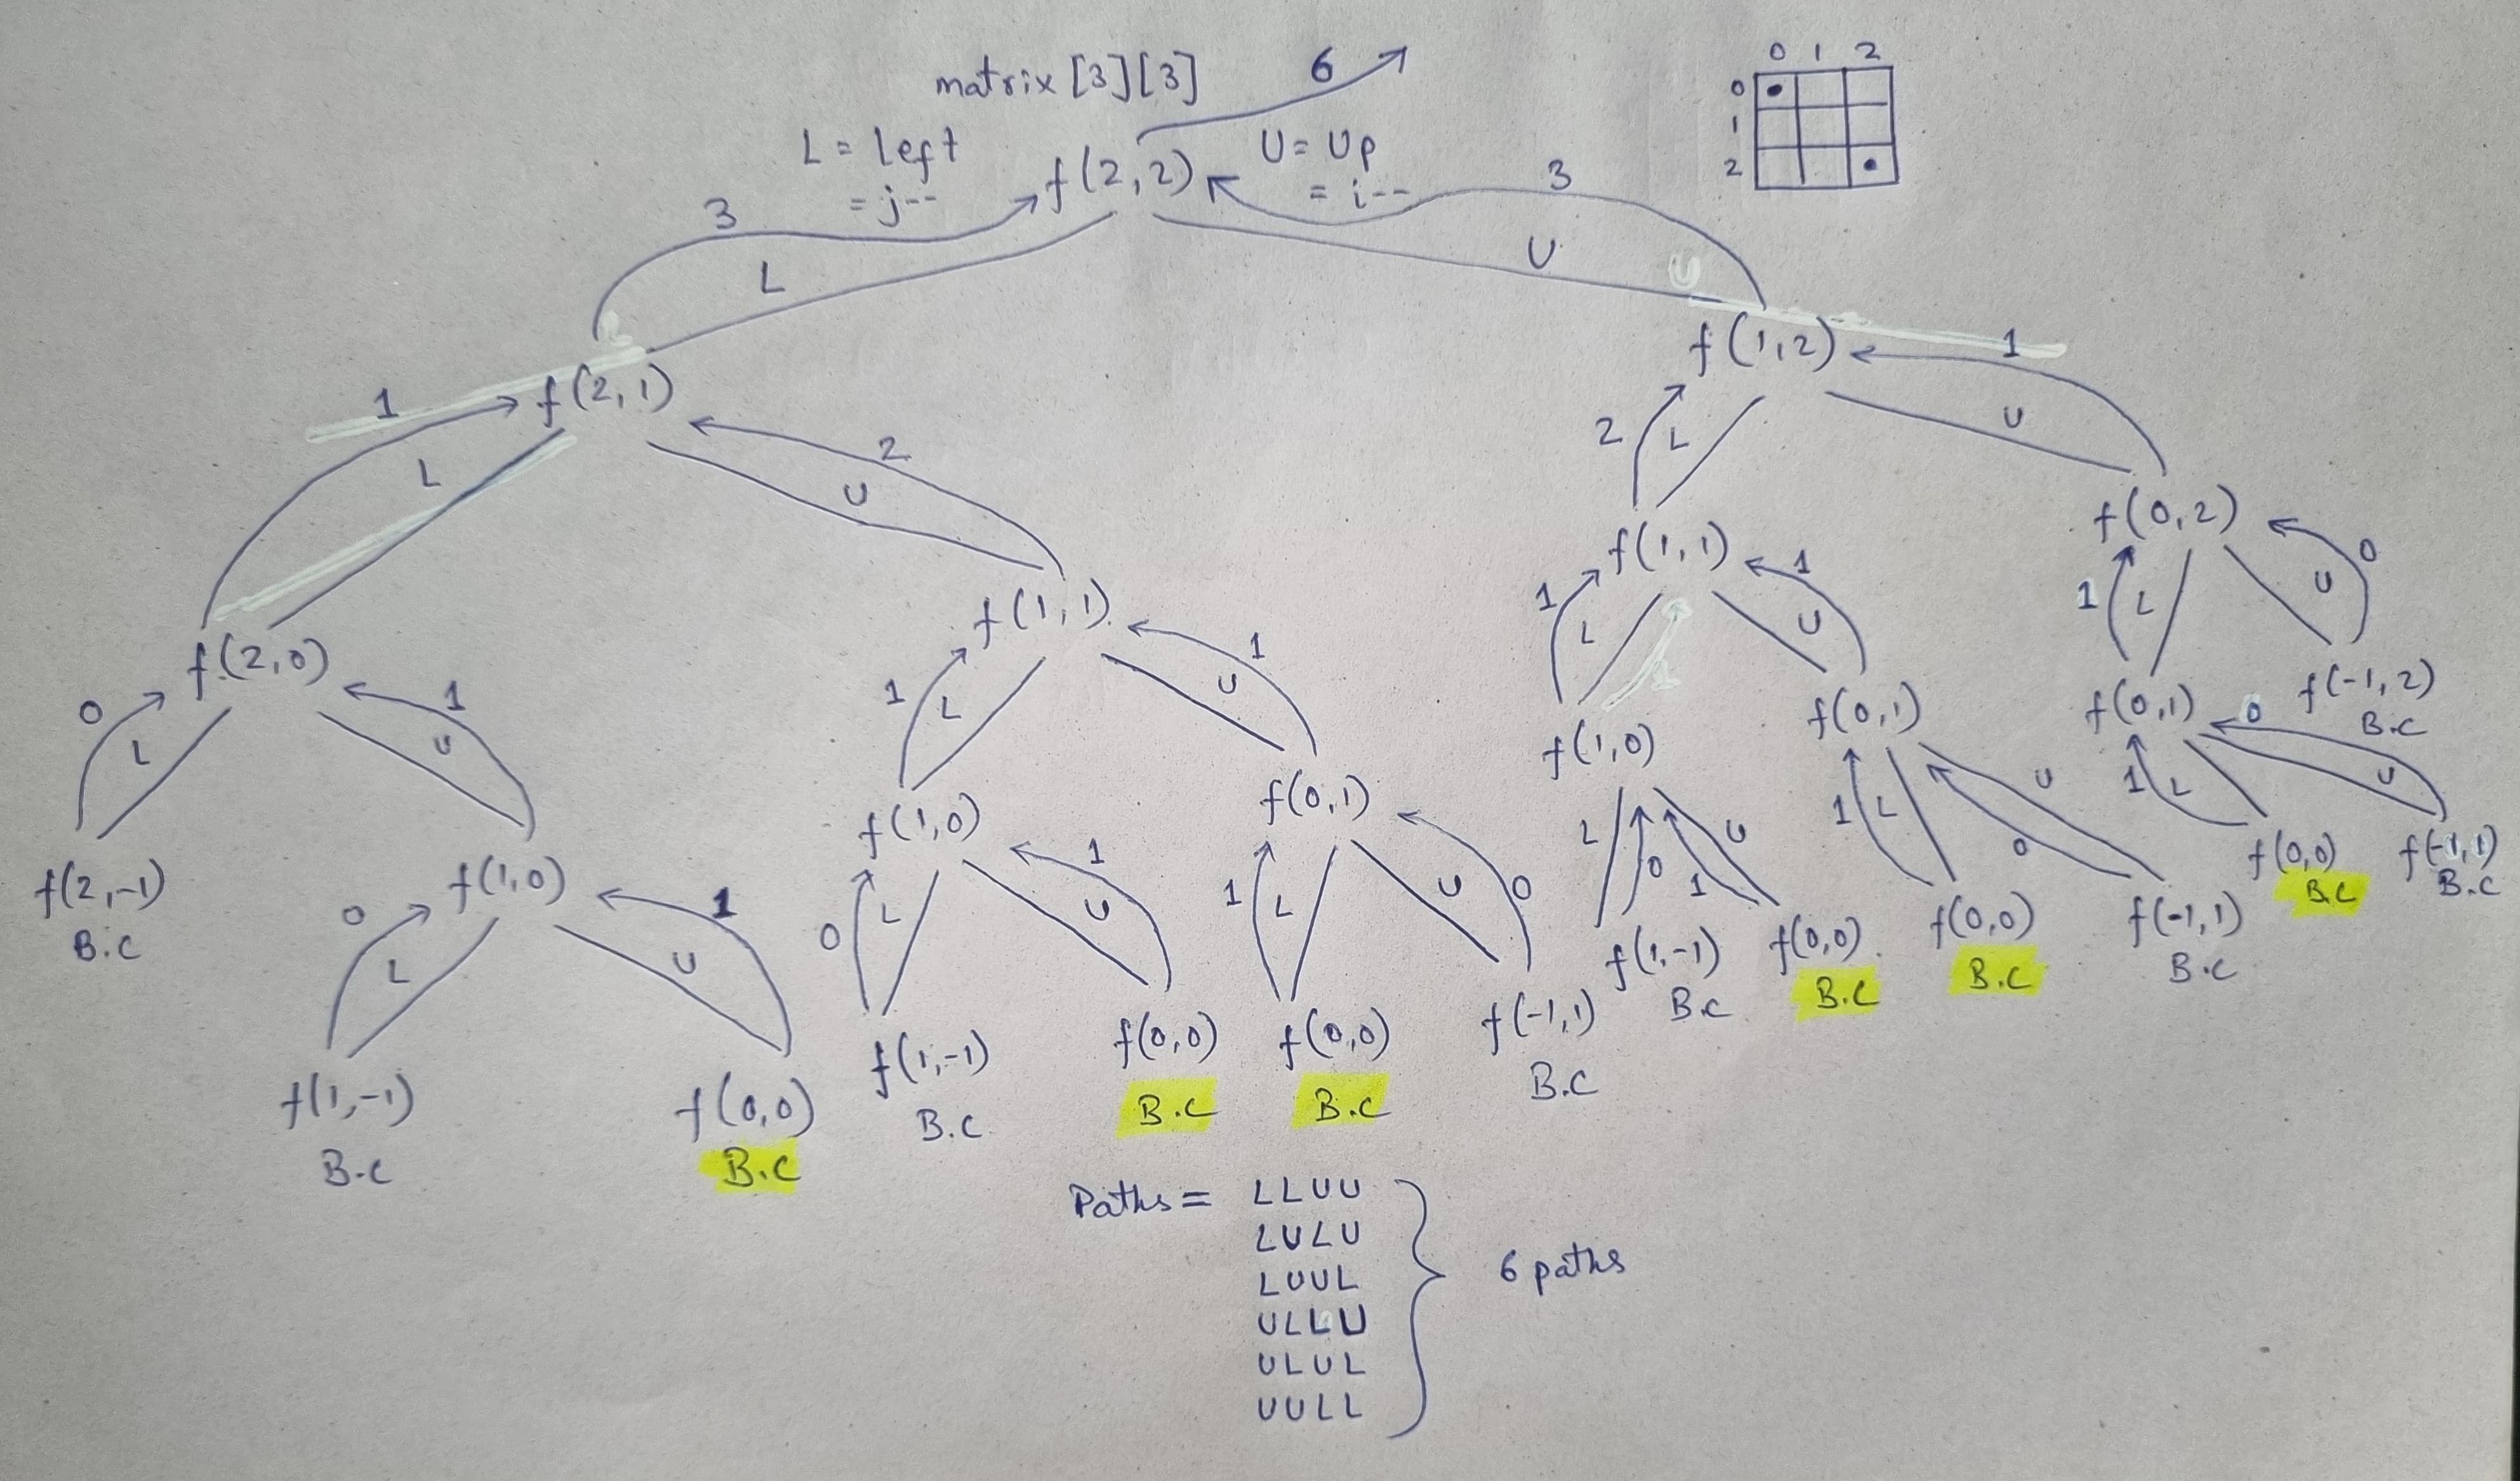 matrix [3][3]
6
0 1 2
0
1
2
L = left
= j--
f(2,2)
U = Up
= i--
3
3
L
U
U
f(2,1)
f(1,2)
1
L
2
U
2
L
1
U
f(2,0)
f(1,1)
f(1,1)
f(0,2)
0
L
1
U
1
L
1
U
1
L
1
U
1
L
0
U
f(2,-1)
B.C
f(1,0)
f(1,0)
f(0,1)
f(1,0)
f(0,1)
f(0,1)
f(-1,2)
B.C
0
L
1
U
0
L
1
U
1
L
0
U
L
0
1
U
1
L
0
U
1
L
0
U
f(1,-1)
B.C
f(0,0)
B.C
f(1,-1)
B.C
f(0,0)
B.C
f(0,0)
B.C
f(-1,1)
B.C
f(1,-1)
B.C
f(0,0)
B.C
f(0,0)
B.C
f(-1,1)
B.C
f(0,0)
B.C
f(-1,1)
B.C
Paths = LLUU
LULU
LUUL
ULLU
ULUL
UULL
6 paths